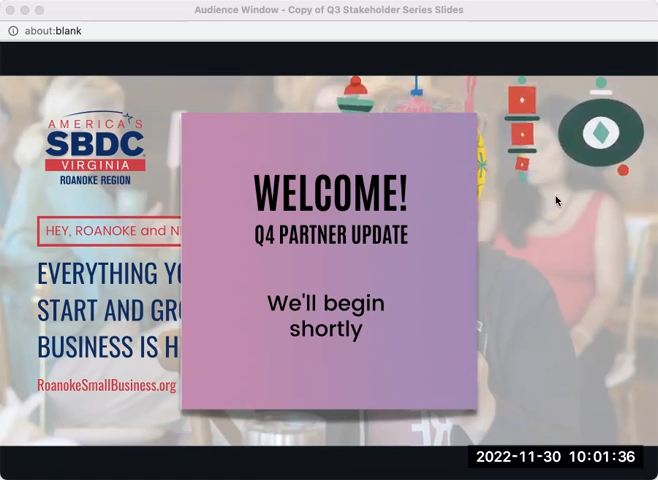 Audience Window - Copy of Q3 Stakeholder Series Slides
about:blank
AMERICA'S
SBDC
VIRGINIA
ROANOKE REGION
HEY, ROANOKE and N
EVERYTHING YO
START AND GRO
BUSINESS IS H
RoanokeSmallBusiness.org
WELCOME!
Q4 PARTNER UPDATE
We'll begin
shortly
2022-11-30 10:01:36